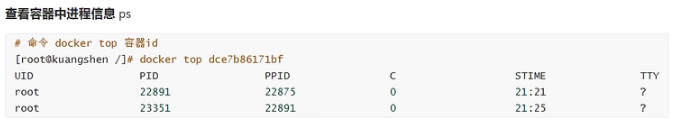 查看容器中进程信息 ps
# 命令 docker top 容器id
[root@kuangshen /]# docker top dce7b86171bf
UID PID PPID C STIME TTY
root 22891 22875 0 21:21 ?
root 23351 22891 0 21:25 ?